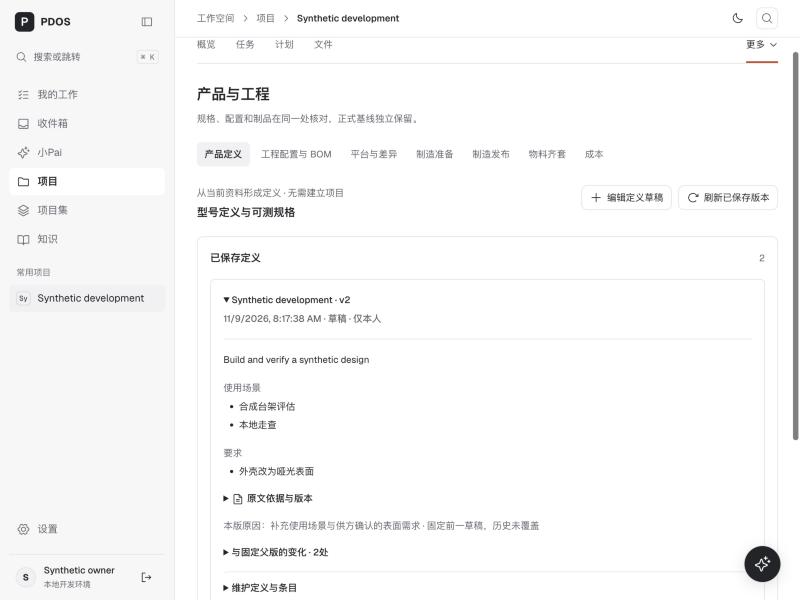 P PDOS
搜索或跳转 ⌘ K
我的工作
收件箱
小Pai
项目
项目集
知识
常用项目
Sy Synthetic development
设置
S Synthetic owner
本地开发环境
工作空间 > 项目 > Synthetic development
概览 任务 计划 文件 更多
产品与工程
规格、配置和制品在同一处核对，正式基线独立保留。
产品定义 工程配置与 BOM 平台与差异 制造准备 制造发布 物料齐套 成本
从当前资料形成定义 · 无需建立项目
型号定义与可测规格
编辑定义草稿 刷新已保存版本
已保存定义 2
▼Synthetic development · v2
11/9/2026, 8:17:38 AM · 草稿 · 仅本人
Build and verify a synthetic design
使用场景
• 合成台架评估
• 本地走查
要求
• 外壳改为哑光表面
▶ 原文依据与版本
本版原因：补充使用场景与供方确认的表面需求 · 固定前一草稿，历史未覆盖
▶ 与固定父版的变化 · 2处
▶ 维护定义与条目